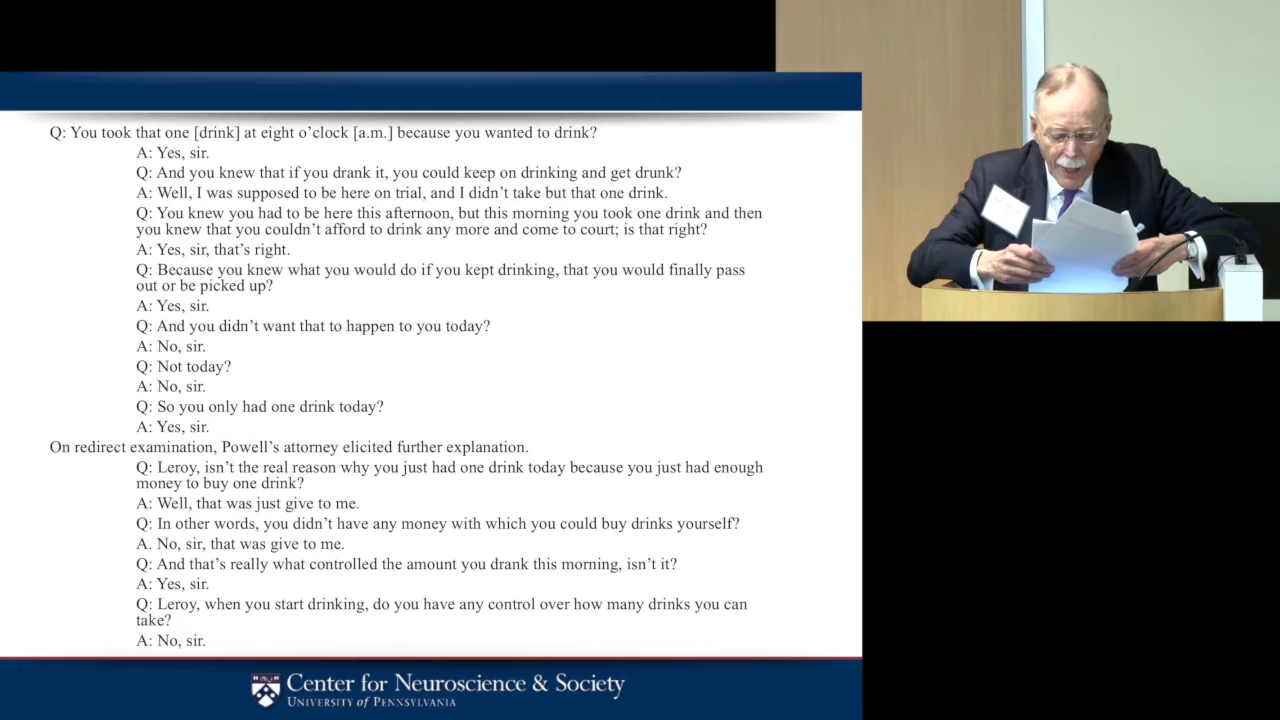 Q: You took that one [drink] at eight o’clock [a.m.] because you wanted to drink?
A: Yes, sir.
Q: And you knew that if you drank it, you could keep on drinking and get drunk?
A: Well, I was supposed to be here on trial, and I didn’t take but that one drink.
Q: You knew you had to be here this afternoon, but this morning you took one drink and then
you knew that you couldn’t afford to drink any more and come to court; is that right?
A: Yes, sir, that’s right.
Q: Because you knew what you would do if you kept drinking, that you would finally pass
out or be picked up?
A: Yes, sir.
Q: And you didn’t want that to happen to you today?
A: No, sir.
Q: Not today?
A: No, sir.
Q: So you only had one drink today?
A: Yes, sir.
On redirect examination, Powell’s attorney elicited further explanation.
Q: Leroy, isn’t the real reason why you just had one drink today because you just had enough
money to buy one drink?
A: Well, that was just give to me.
Q: In other words, you didn’t have any money with which you could buy drinks yourself?
A. No, sir, that was give to me.
Q: And that’s really what controlled the amount you drank this morning, isn’t it?
A: Yes, sir.
Q: Leroy, when you start drinking, do you have any control over how many drinks you can
take?
A: No, sir.
Center for Neuroscience & Society
University of Pennsylvania